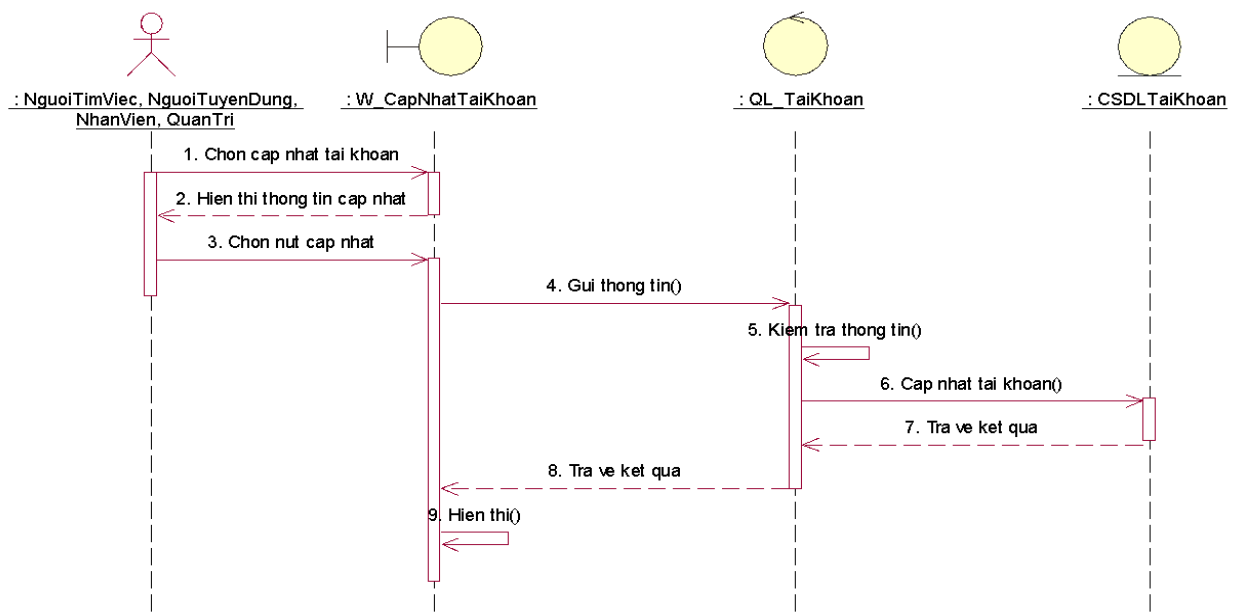 : NguoiTimViec, NguoiTuyenDung,
NhanVien, QuanTri
: W_CapNhatTaiKhoan
: QL_TaiKhoan
: CSDLTaiKhoan
1. Chon cap nhat tai khoan
2. Hien thi thong tin cap nhat
3. Chon nut cap nhat
4. Gui thong tin()
5. Kiem tra thong tin()
6. Cap nhat tai khoan()
7. Tra ve ket qua
8. Tra ve ket qua
9. Hien thi()